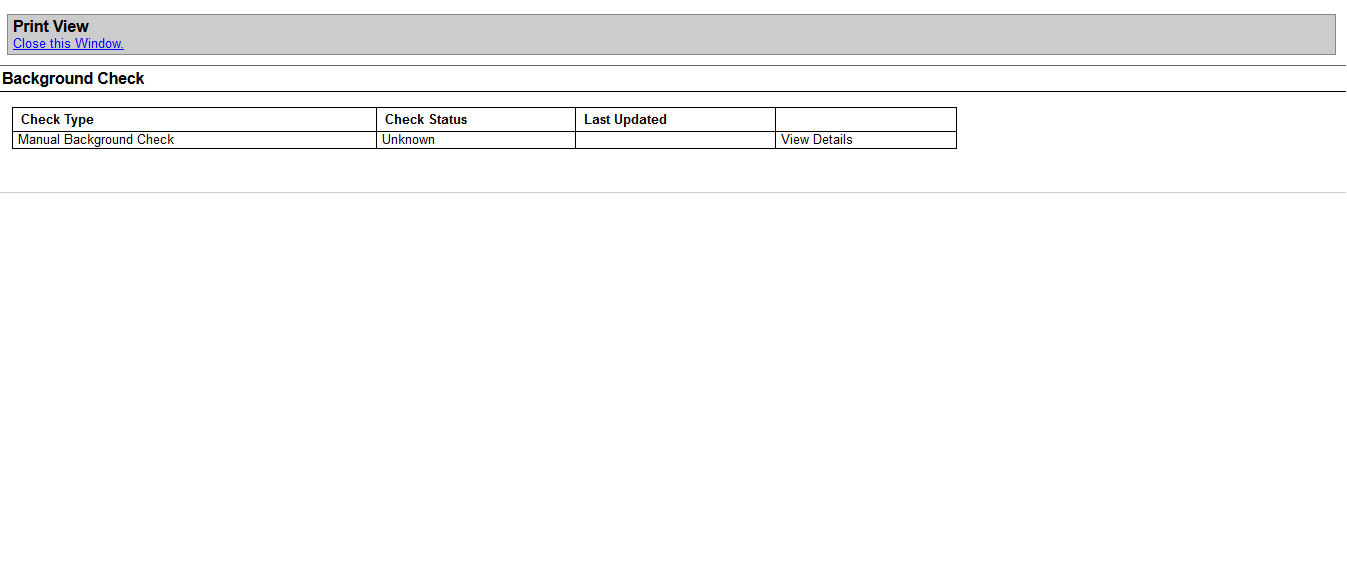 Print View
Close this Window.
Background Check
Check Type Check Status Last Updated
Manual Background Check Unknown View Details